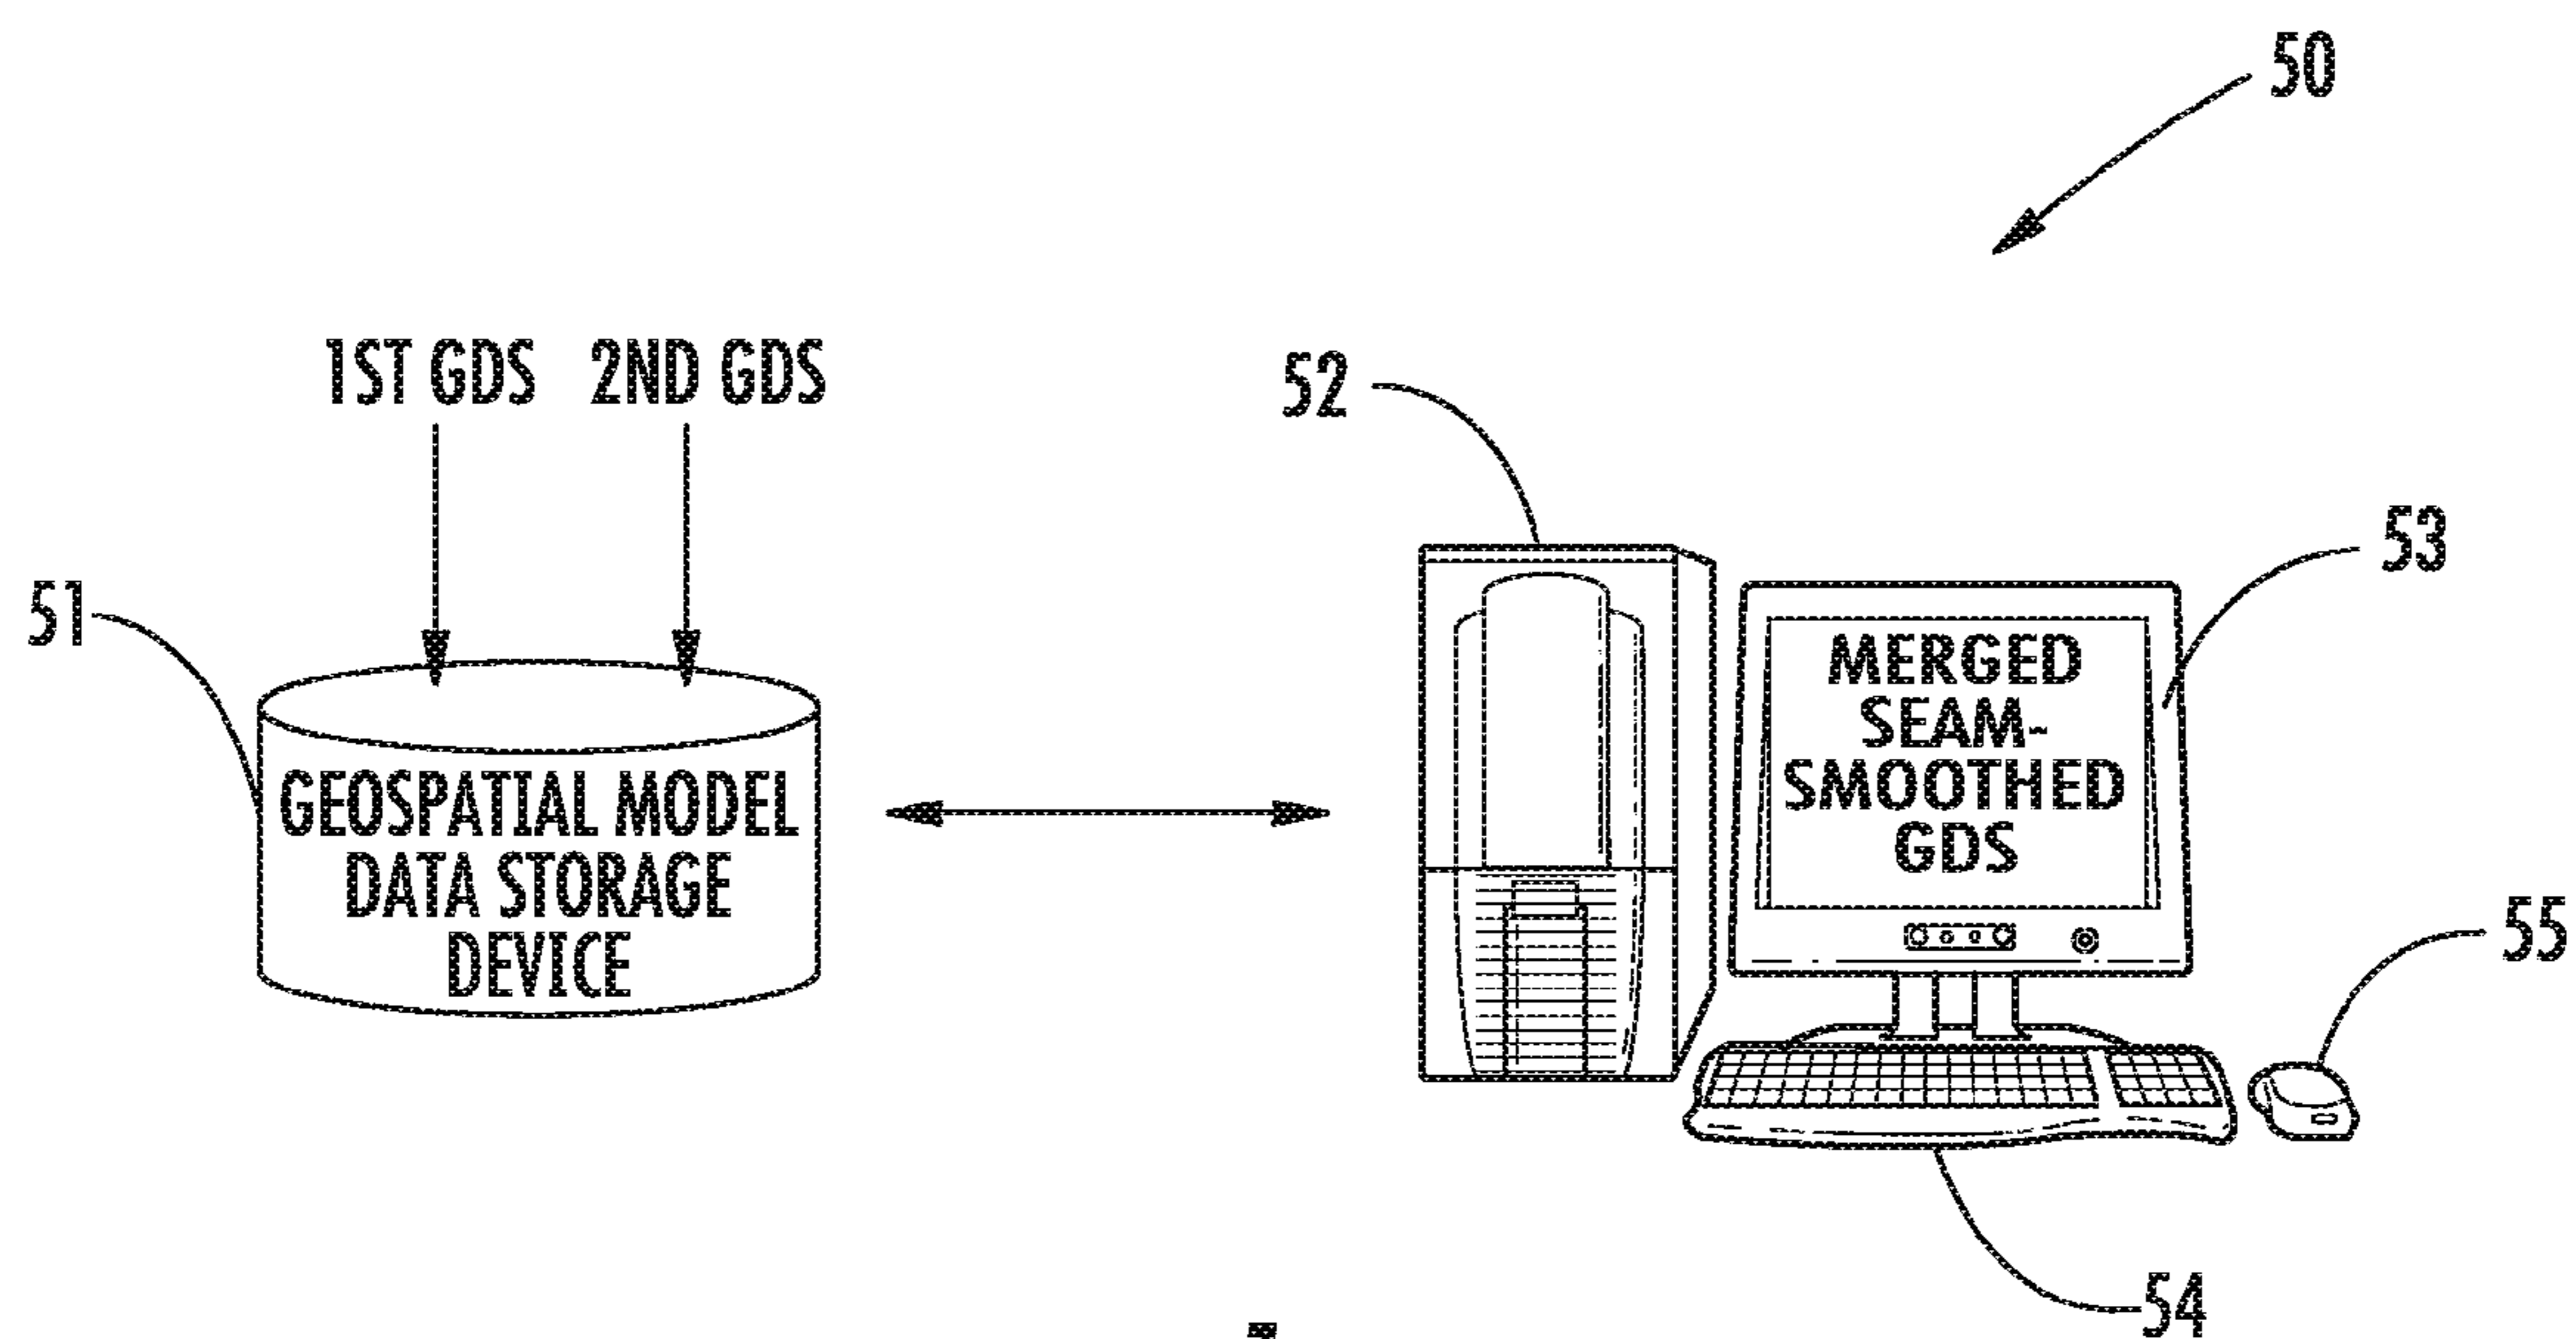 50
1ST GDS 2ND GDS
52
53
51
MERGED
SEAM-
SMOOTHED
GDS
GEOSPATIAL MODEL
DATA STORAGE
DEVICE
55
54